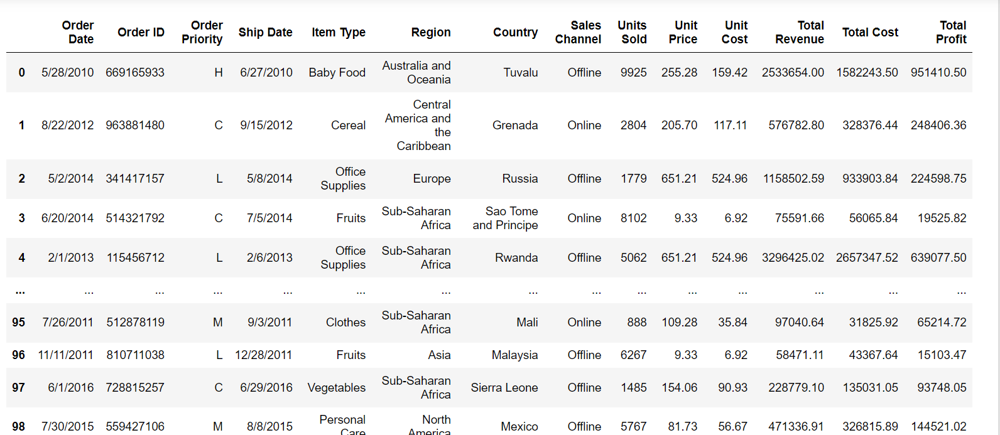 Order Date Order ID Order Priority Ship Date Item Type Region Country Sales Channel Units Sold Unit Price Unit Cost Total Revenue Total Cost Total Profit
0 5/28/2010 669165933 H 6/27/2010 Baby Food Australia and Oceania Tuvalu Offline 9925 255.28 159.42 2533654.00 1582243.50 951410.50
1 8/22/2012 963881480 C 9/15/2012 Cereal Central America and the Caribbean Grenada Online 2804 205.70 117.11 576782.80 328376.44 248406.36
2 5/2/2014 341417157 L 5/8/2014 Office Supplies Europe Russia Offline 1779 651.21 524.96 1158502.59 933903.84 224598.75
3 6/20/2014 514321792 C 7/5/2014 Fruits Sub-Saharan Africa Sao Tome and Principe Online 8102 9.33 6.92 75591.66 56065.84 19525.82
4 2/1/2013 115456712 L 2/6/2013 Office Supplies Sub-Saharan Africa Rwanda Offline 5062 651.21 524.96 3296425.02 2657347.52 639077.50
... ... ... ... ... ... ... ... ... ... ... ... ... ... ...
95 7/26/2011 512878119 M 9/3/2011 Clothes Sub-Saharan Africa Mali Online 888 109.28 35.84 97040.64 31825.92 65214.72
96 11/11/2011 810711038 L 12/28/2011 Fruits Asia Malaysia Offline 6267 9.33 6.92 58471.11 43367.64 15103.47
97 6/1/2016 728815257 C 6/29/2016 Vegetables Sub-Saharan Africa Sierra Leone Offline 1485 154.06 90.93 228779.10 135031.05 93748.05
98 7/30/2015 559427106 M 8/8/2015 Personal Care North America Mexico Offline 5767 81.73 56.67 471336.91 326815.89 144521.02